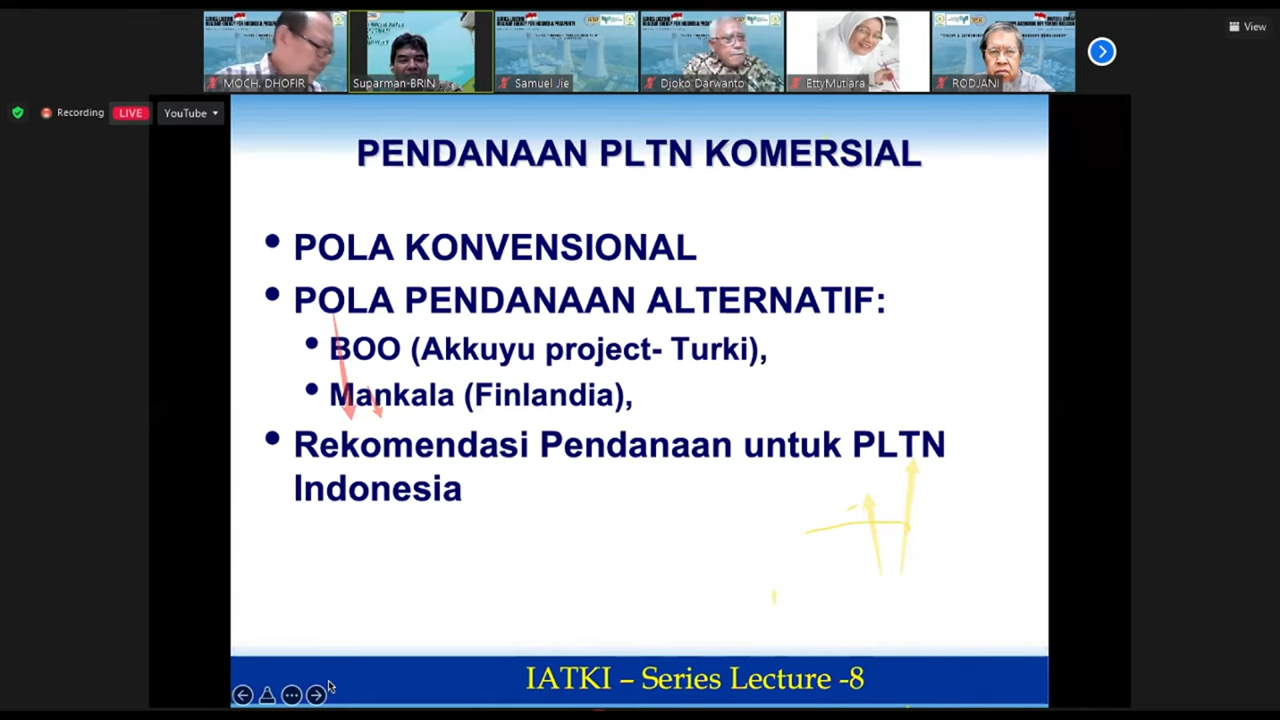 View
MOCH. DHOFIR
Suparman-BRIN
Samuel Jie
Djoko Darwanto
EttyMutiara
RODJANI
Recording
LIVE
YouTube
PENDANAAN PLTN KOMERSIAL
• POLA KONVENSIONAL
• POLA PENDANAAN ALTERNATIF:
• BOO (Akkuyu project- Turki),
• Mankala (Finlandia),
• Rekomendasi Pendanaan untuk PLTN
Indonesia
IATKI – Series Lecture -8